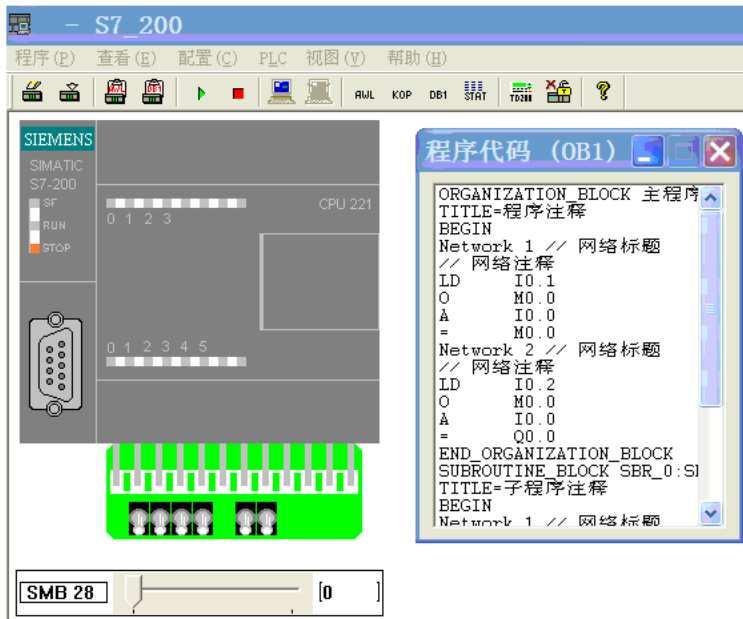 - S7_200
程序(P) 查看(E) 配置(C) PLC 视图(V) 帮助(H)
AWL KOP DB1 STAT TD200
SIEMENS
SIMATIC
S7-200
SF
RUN
STOP
0 1 2 3
CPU 221
0 1 2 3 4 5
SMB 28
[0 ]
程序代码 (OB1)
ORGANIZATION_BLOCK 主程序
TITLE=程序注释
BEGIN
Network 1 // 网络标题
// 网络注释
LD I0.1
O M0.0
A I0.0
= M0.0
Network 2 // 网络标题
// 网络注释
LD I0.2
O M0.0
A I0.0
= Q0.0
END_ORGANIZATION_BLOCK
SUBROUTINE_BLOCK SBR_0:S
TITLE=子程序注释
BEGIN
Network 1 // 网络标题